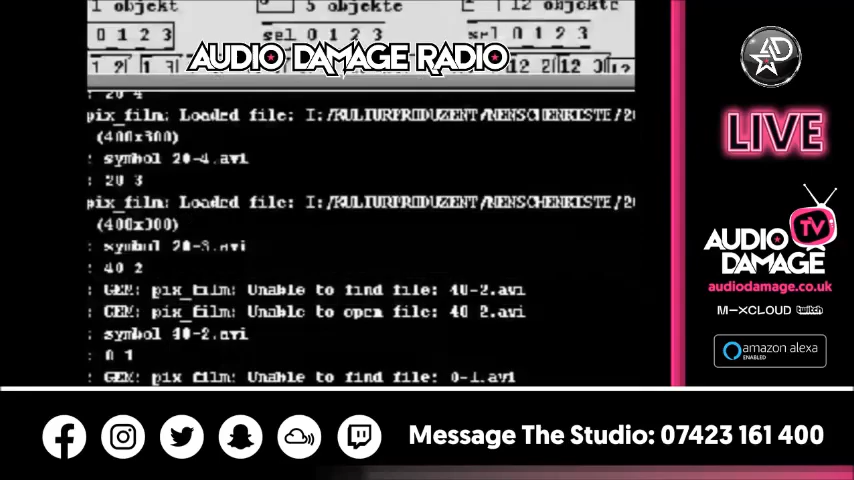 1 objekt
5 objekte
12 objekte
0 1 2 3
sel 0 1 2 3
sel 0 1 2 3
AUDIO DAMAGE RADIO
: 20 4
pix_film: Loaded file: I:/KULTURPRODUZENT/MENSCHENKISTE/2
(400x300)
: symbol 20-4.avi
: 20 3
pix_film: Loaded file: I:/KULTURPRODUZENT/MENSCHENKISTE/2
(400x300)
: symbol 20-3.avi
: 40 2
: GEM: pix_film: Unable to find file: 40-2.avi
: GEM: pix_film: Unable to open file: 40-2.avi
: symbol 40-2.avi
: 0 1
: GEM: pix film: Unable to find file: 0-1.avi
AD
LIVE
AUDIO
DAMAGE
TV
audiodamage.co.uk
MIXCLOUD twitch
amazon alexa
ENABLED
Message The Studio: 07423 161 400